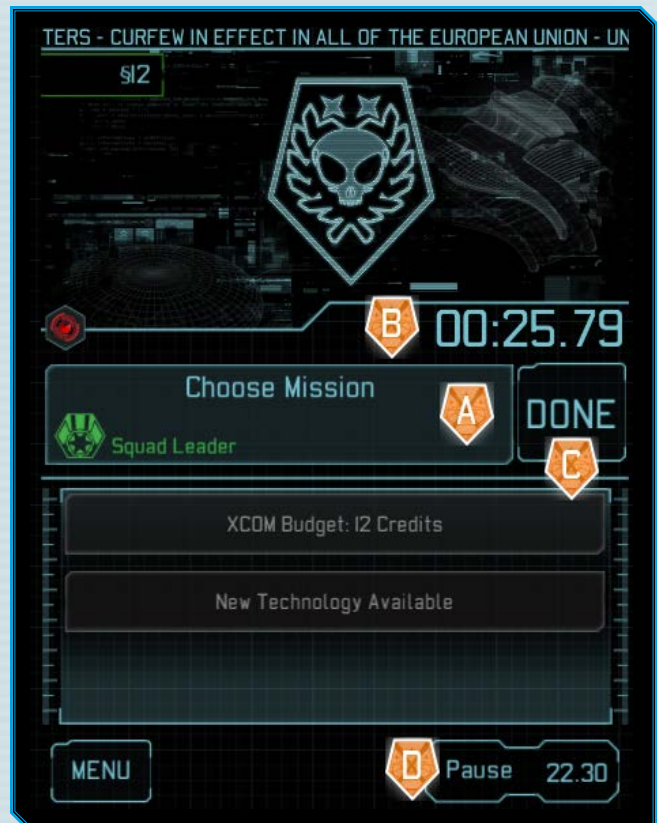 TERS - CURFEW IN EFFECT IN ALL OF THE EUROPEAN UNION - UN
§12
B 00:25.79
Choose Mission
A
DONE
Squad Leader
C
XCOM Budget: 12 Credits
New Technology Available
MENU
D
Pause 22.30